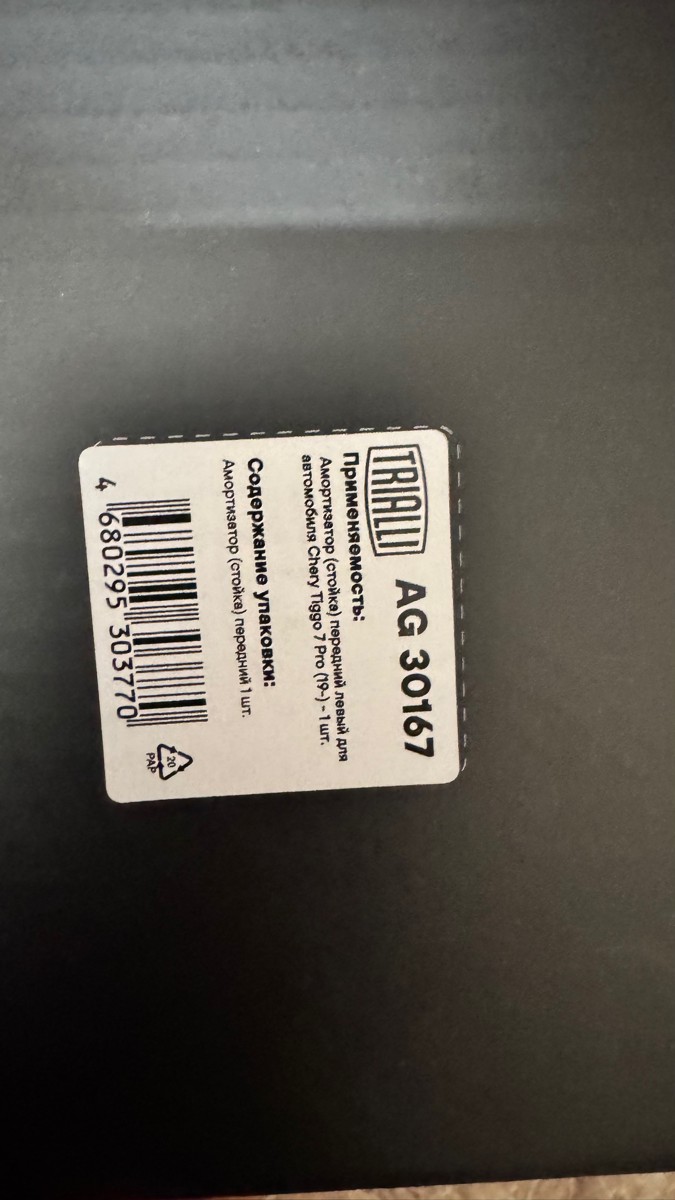 TRIALLI AG 30167
Применяемость:
Амортизатор (стойка) передний левый для
автомобиля Chery Tiggo 7 Pro (19-) - 1 шт.
Содержание упаковки:
Амортизатор (стойка) передний 1 шт.
4 680295 303770
20
PAP